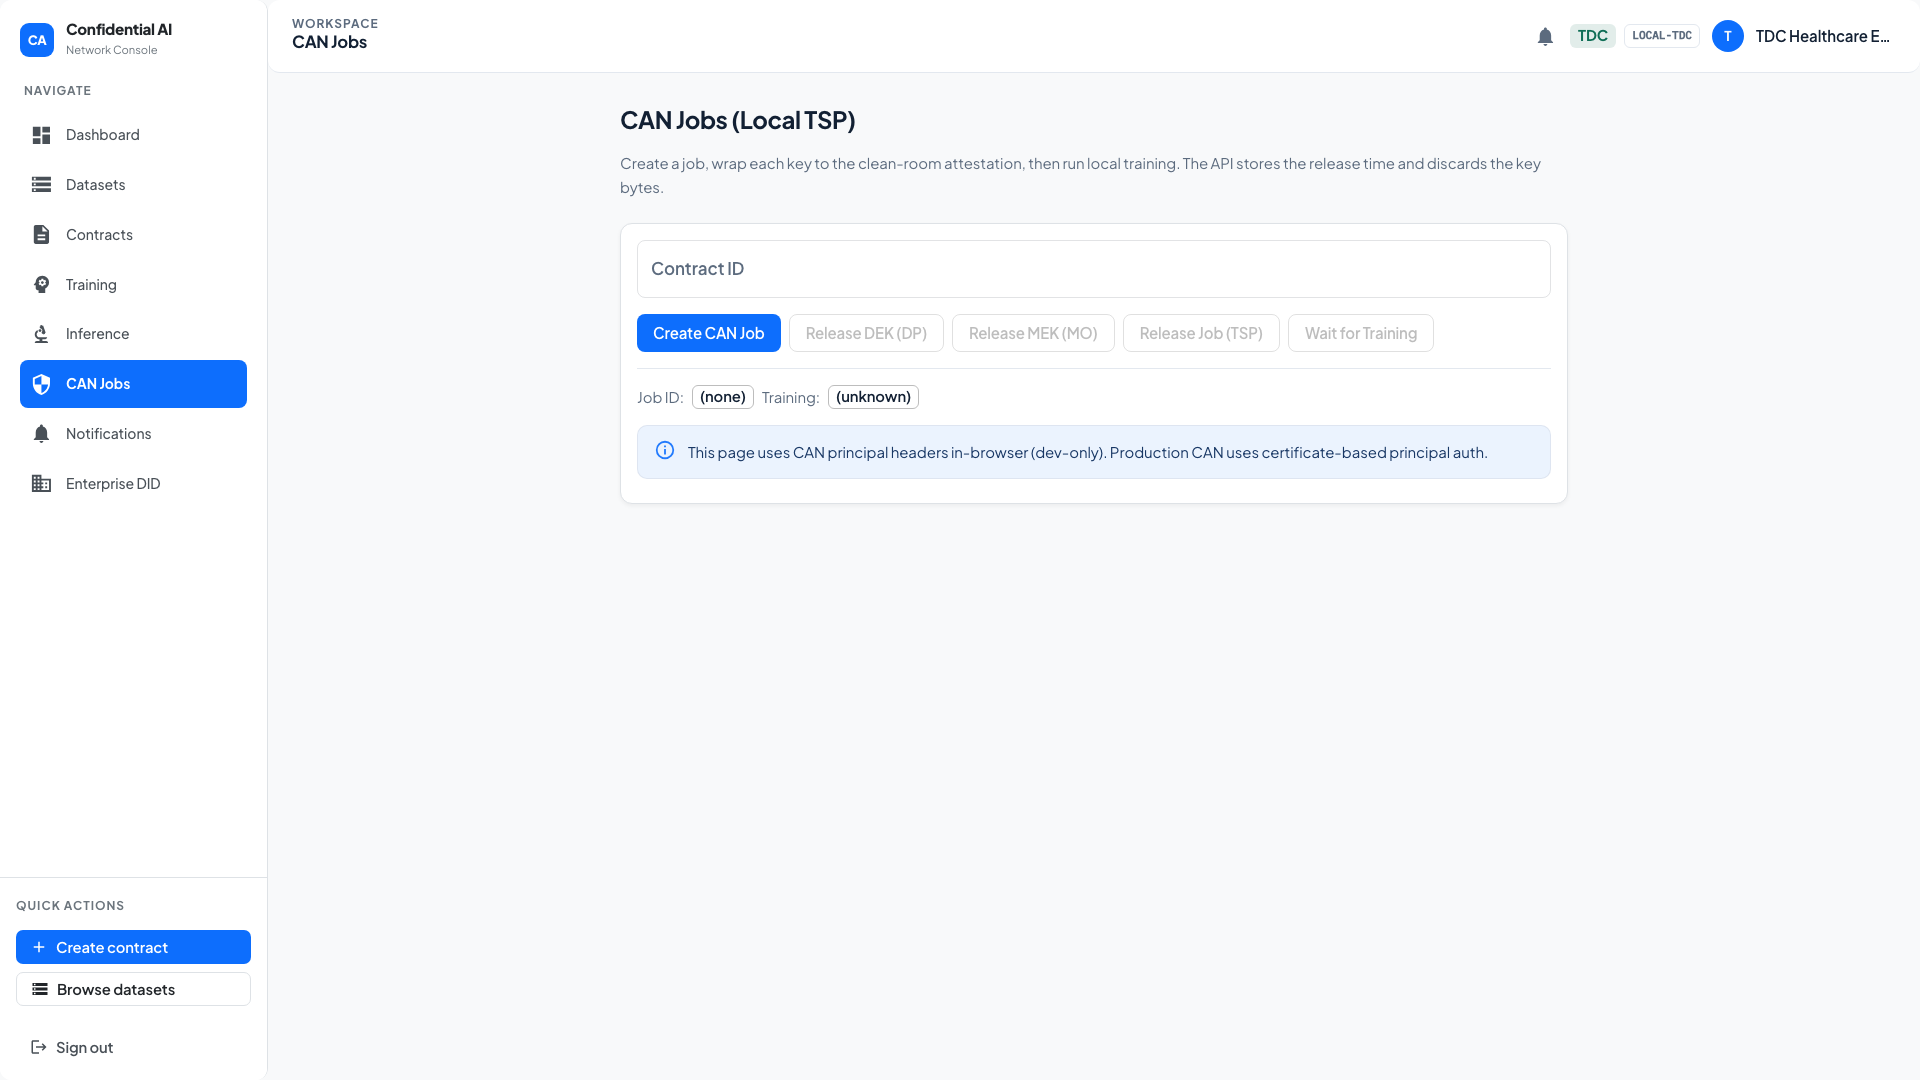 CA
Confidential AI
Network Console
NAVIGATE
Dashboard
Datasets
Contracts
Training
Inference
CAN Jobs
Notifications
Enterprise DID
QUICK ACTIONS
Create contract
Browse datasets
Sign out
WORKSPACE
CAN Jobs
TDC
LOCAL-TDC
T
TDC Healthcare E…
CAN Jobs (Local TSP)
Create a job, wrap each key to the clean-room attestation, then run local training. The API stores the release time and discards the key
bytes.
Contract ID
Create CAN Job
Release DEK (DP)
Release MEK (MO)
Release Job (TSP)
Wait for Training
Job ID: (none) Training: (unknown)
This page uses CAN principal headers in-browser (dev-only). Production CAN uses certificate-based principal auth.